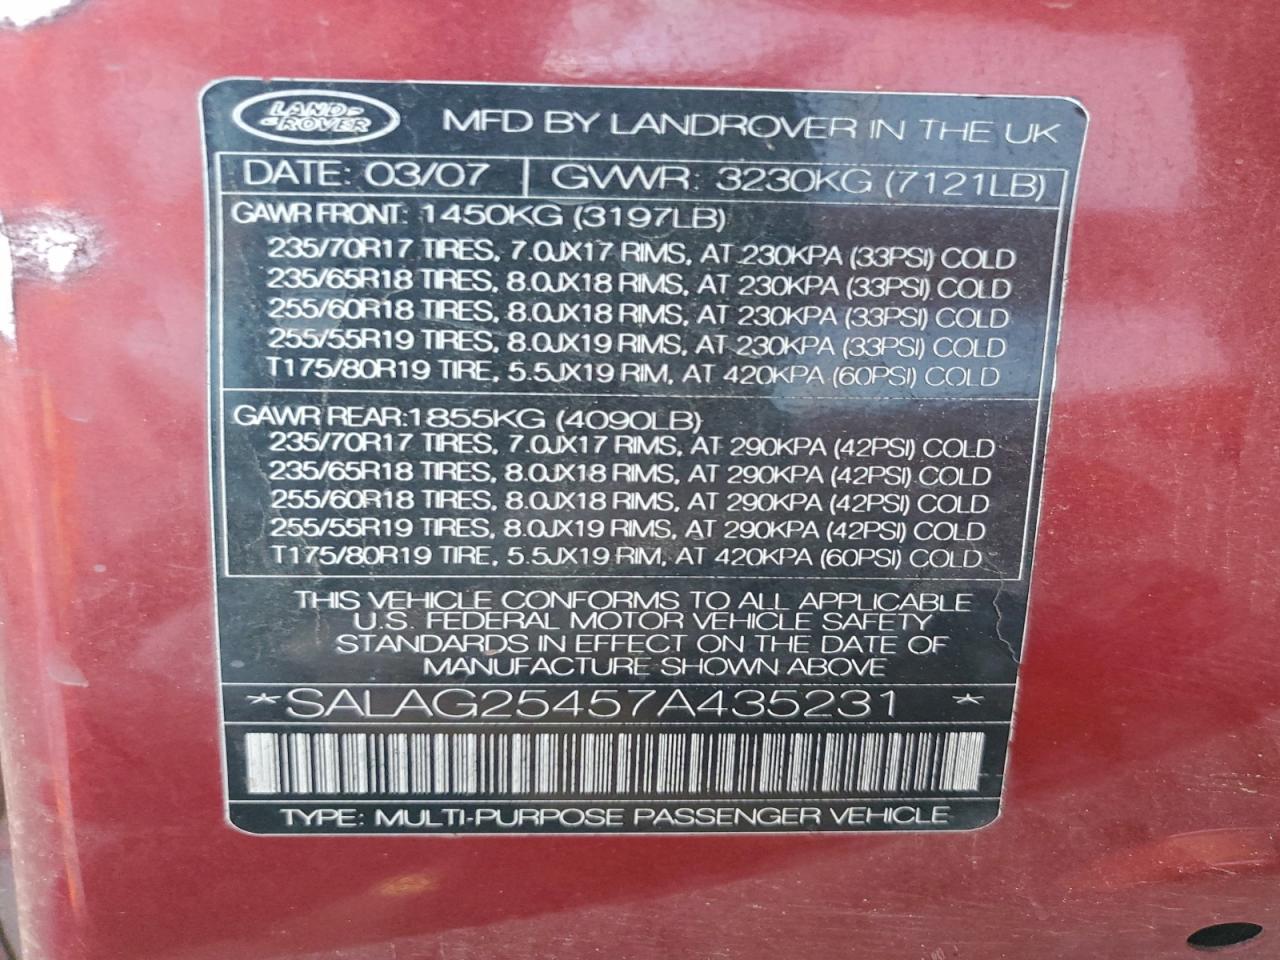 LAND ROVER
MFD BY LANDROVER IN THE UK
DATE: 03/07 GVWR: 3230KG (7121LB)
GAWR FRONT: 1450KG (3197LB)
235/70R17 TIRES, 7.0JX17 RIMS, AT 230KPA (33PSI) COLD
235/65R18 TIRES, 8.0JX18 RIMS, AT 230KPA (33PSI) COLD
255/60R18 TIRES, 8.0JX18 RIMS, AT 230KPA (33PSI) COLD
255/55R19 TIRES, 8.0JX19 RIMS, AT 230KPA (33PSI) COLD
T175/80R19 TIRE, 5.5JX19 RIM, AT 420KPA (60PSI) COLD
GAWR REAR:1855KG (4090LB)
235/70R17 TIRES, 7.0JX17 RIMS, AT 290KPA (42PSI) COLD
235/65R18 TIRES, 8.0JX18 RIMS, AT 290KPA (42PSI) COLD
255/60R18 TIRES, 8.0JX18 RIMS, AT 290KPA (42PSI) COLD
255/55R19 TIRES, 8.0JX19 RIMS, AT 290KPA (42PSI) COLD
T175/80R19 TIRE, 5.5JX19 RIM, AT 420KPA (60PSI) COLD
THIS VEHICLE CONFORMS TO ALL APPLICABLE
U.S. FEDERAL MOTOR VEHICLE SAFETY
STANDARDS IN EFFECT ON THE DATE OF
MANUFACTURE SHOWN ABOVE
*SALAG25457A435231 *
TYPE: MULTI-PURPOSE PASSENGER VEHICLE